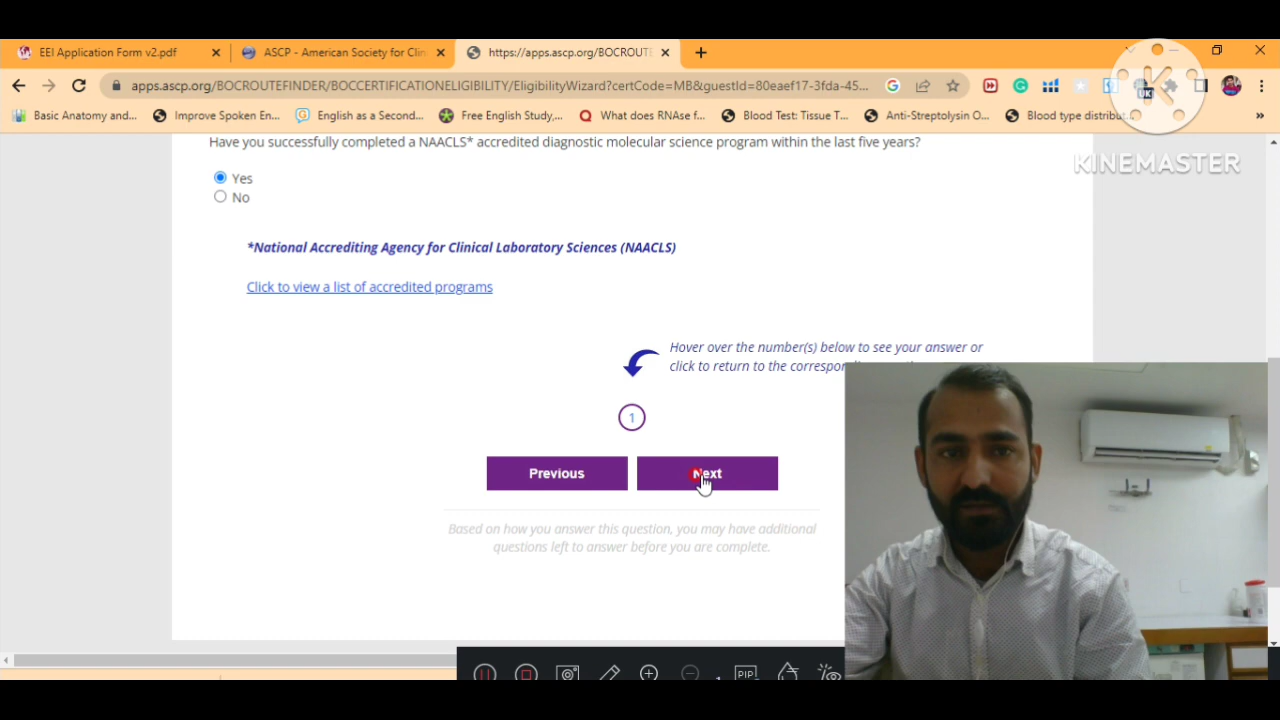 EEI Application Form v2.pdf
ASCP - American Society for Clin
https://apps.ascp.org/BOCROUT
apps.ascp.org/BOCROUTEFINDER/BOCCERTIFICATIONELIGIBILITY/EligibilityWizard?certCode=MB&guestId=80eaef17-3fda-45...
UK
Basic Anatomy and...
Improve Spoken En...
English as a Second...
Free English Study,...
What does RNAse f...
Blood Test: Tissue T...
Anti-Streptolysin O...
Blood type distribut...
»
KINEMASTER
Have you successfully completed a NAACLS* accredited diagnostic molecular science program within the last five years?
Yes
No
*National Accrediting Agency for Clinical Laboratory Sciences (NAACLS)
Click to view a list of accredited programs
Hover over the number(s) below to see your answer or
click to return to the
1
Previous
Next
Based on how you answer this question, you may have additional
questions left to answer before you are complete.
PIP